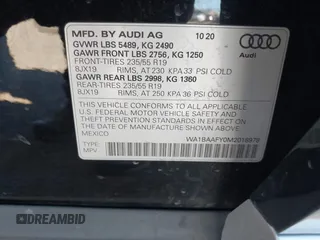 MFD. BY AUDI AG 10 20
GVWR LBS 5489, KG 2490
GAWR FRONT LBS 2756, KG 1250
FRONT-TIRES 235/55 R19
8JX19 RIMS, AT 230 KPA 33 PSI COLD
GAWR REAR LBS 2998, KG 1360
REAR-TIRES 235/55 R19
8JX19 RIMS, AT 250 KPA 36 PSI COLD
Audi
THIS VEHICLE CONFORMS TO ALL APPLICABLE
U.S. FEDERAL MOTOR VEHICLE SAFETY
AND THEFT PREVENTION STANDARDS IN EFFECT
ON THE DATE OF MANUFACTURE SHOWN ABOVE.
MEXICO
TYPE:
MPV
DREAMBID